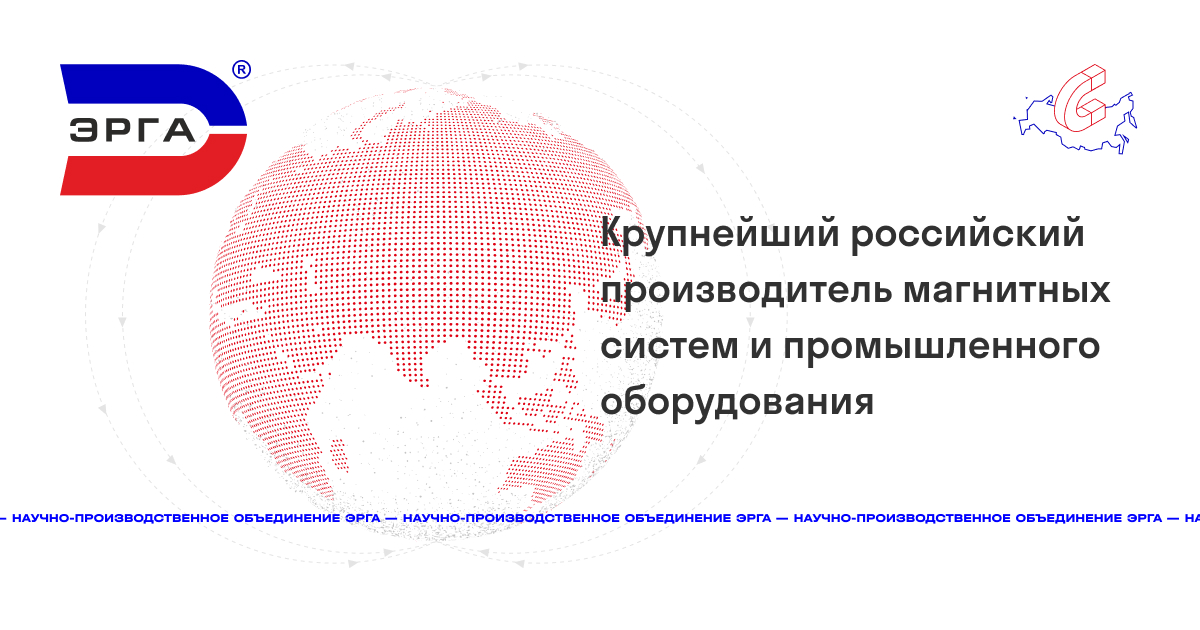 ЭРГА®
Крупнейший российский
производитель магнитных
систем и промышленного
оборудования
— НАУЧНО-ПРОИЗВОДСТВЕННОЕ ОБЪЕДИНЕНИЕ ЭРГА — НАУЧНО-ПРОИЗВОДСТВЕННОЕ ОБЪЕДИНЕНИЕ ЭРГА — НАУЧНО-ПРОИЗВОДСТВЕННОЕ ОБЪЕДИНЕНИЕ ЭРГА — НА